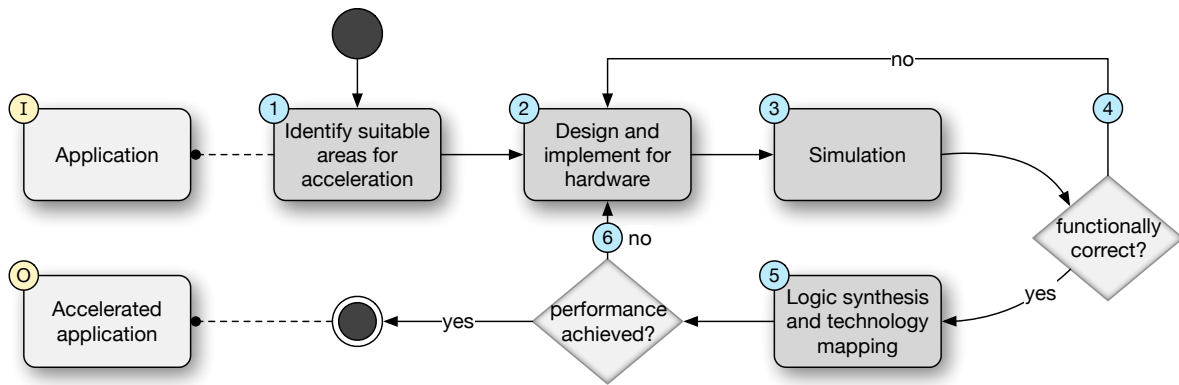 no
I
Application
1
Identify suitable
areas for
acceleration
2
Design and
implement for
hardware
3
Simulation
4
functionally
correct?
6
no
yes
O
Accelerated
application
yes
performance
achieved?
5
Logic synthesis
and technology
mapping